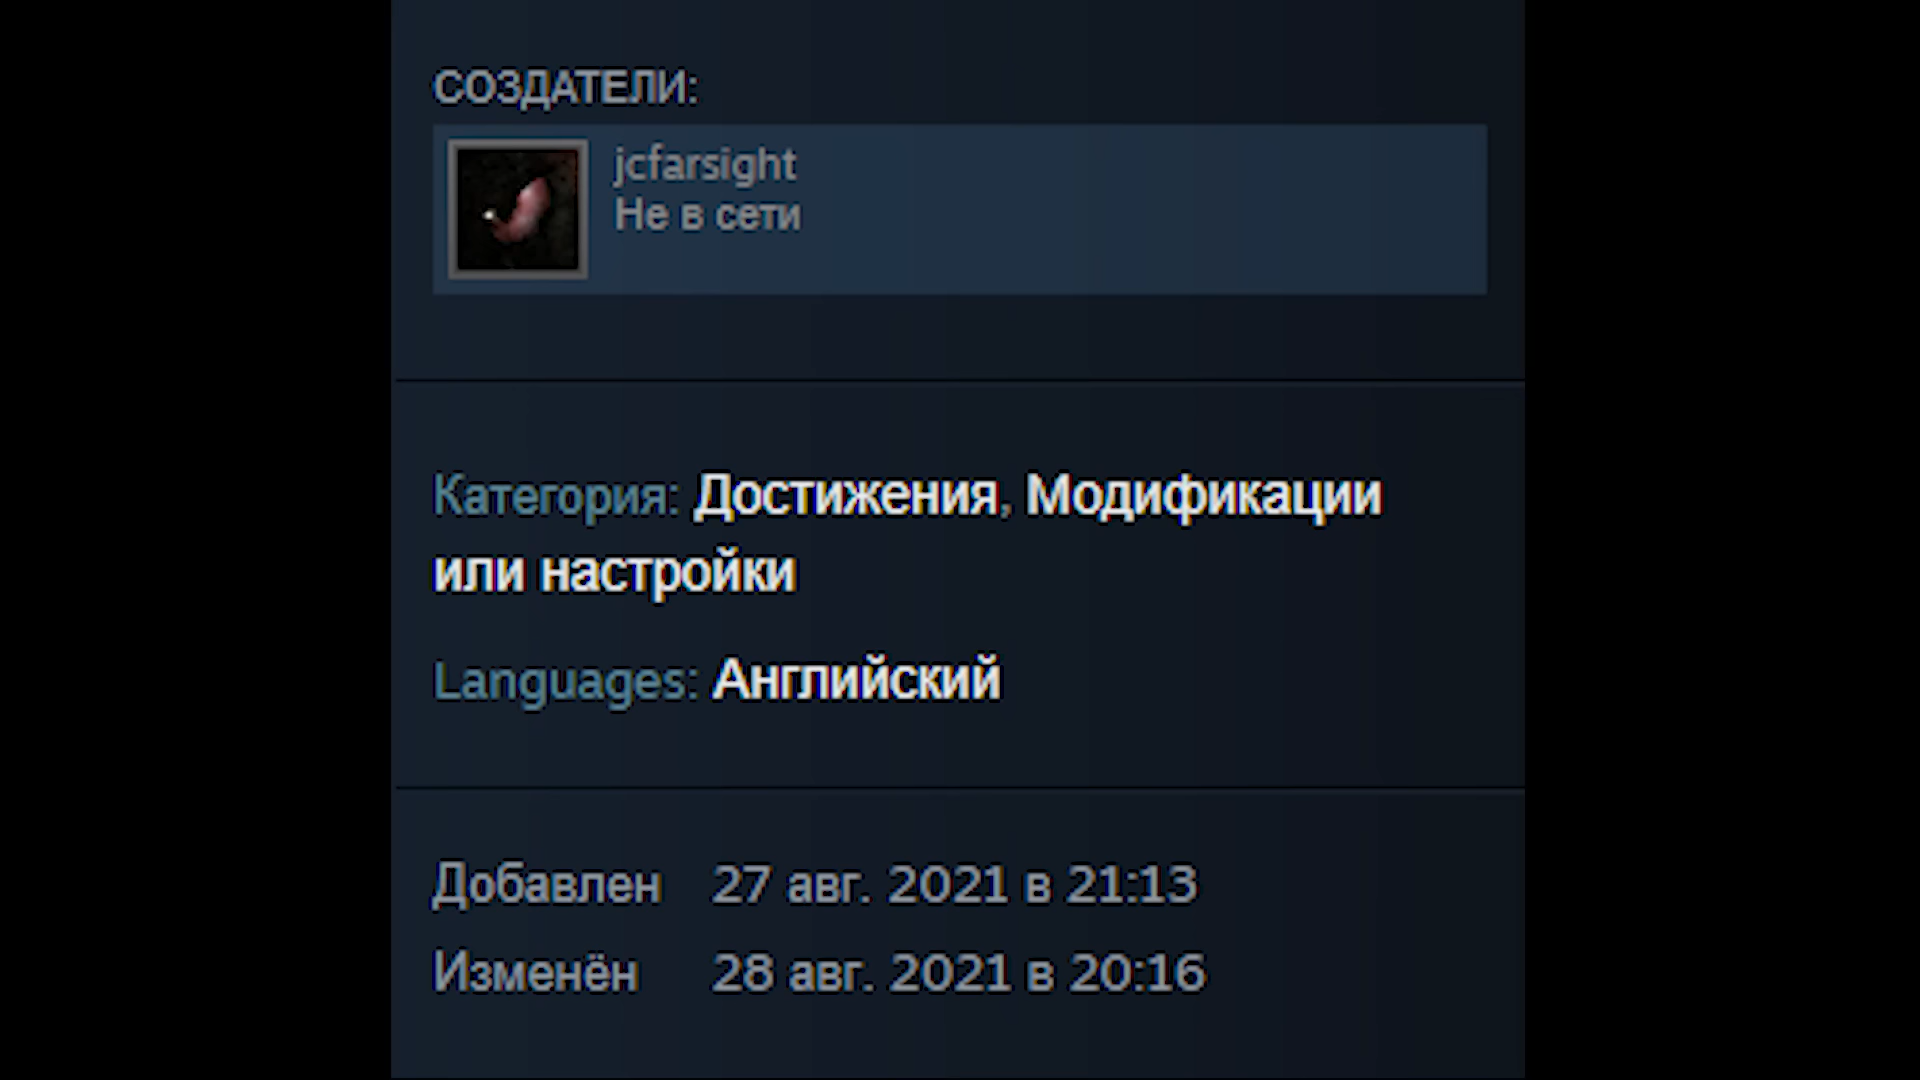 СОЗДАТЕЛИ:
jcfarsight
Не в сети
Категория: Достижения, Модификации
или настройки
Languages: Английский
Добавлен 27 авг. 2021 в 21:13
Изменён 28 авг. 2021 в 20:16